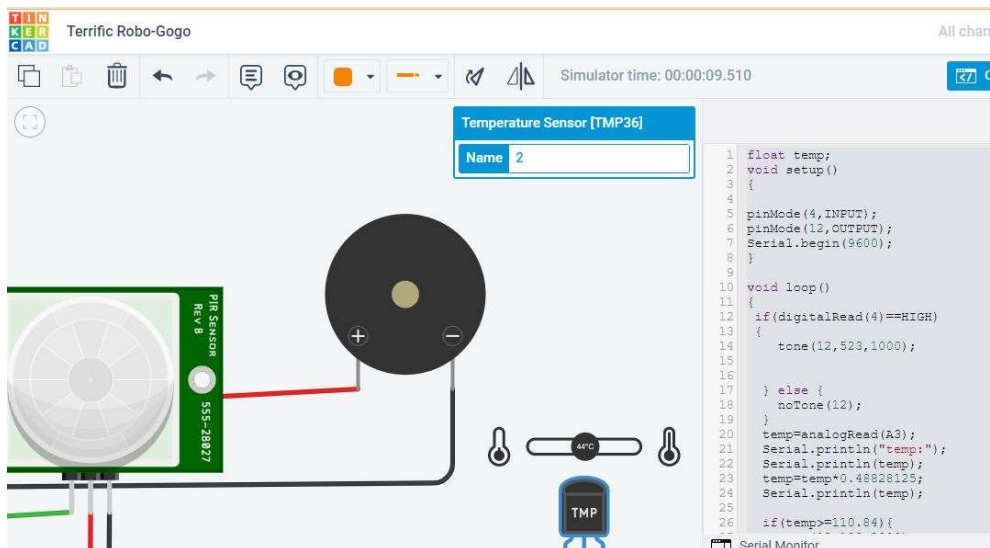 TIN
KER
CAD
Terrific Robo-Gogo
All chan
Simulator time: 00:00:09.510
Temperature Sensor [TMP36]
Name 2
PIR SENSOR
REV B
555-28027
44°C
TMP
1 float temp;
2 void setup()
3 {
4
5 pinMode(4,INPUT);
6 pinMode(12,OUTPUT);
7 Serial.begin(9600);
8 }
9
10 void loop()
11 {
12 if(digitalRead(4)==HIGH)
13 {
14 tone(12,523,1000);
15
16
17 } else {
18 noTone(12);
19 }
20 temp=analogRead(A3);
21 Serial.println("temp:");
22 Serial.println(temp);
23 temp=temp*0.48828125;
24 Serial.println(temp);
25
26 if(temp>=110.84){
Serial Monitor